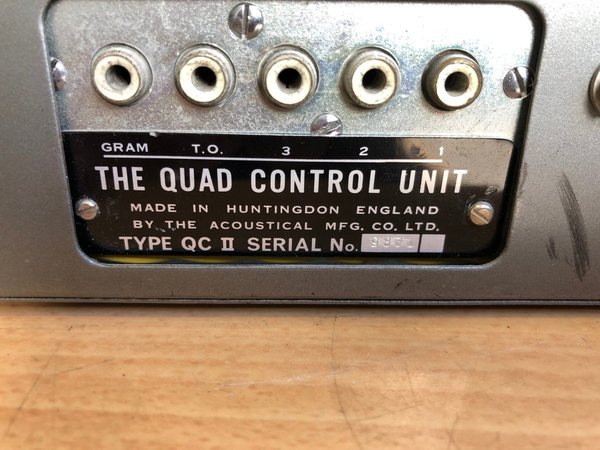 GRAM T.O. 3 2 1
THE QUAD CONTROL UNIT
MADE IN HUNTINGDON ENGLAND
BY THE ACOUSTICAL MFG. CO. LTD.
TYPE QC II SERIAL No.